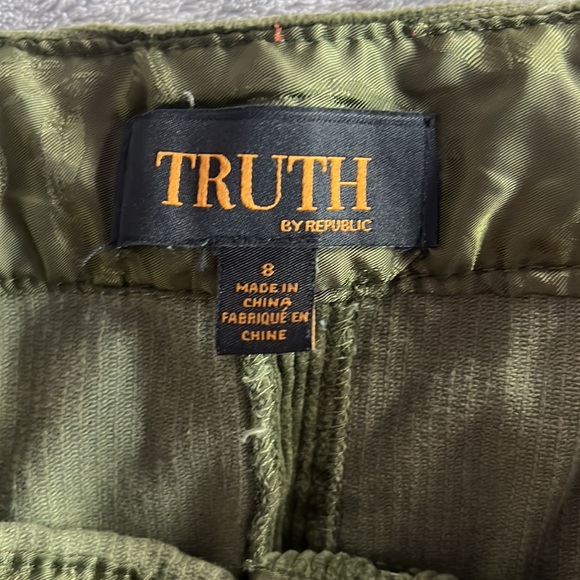 TRUTH
BY REPUBLIC
8
MADE IN
CHINA
FABRIQUÉ EN
CHINE